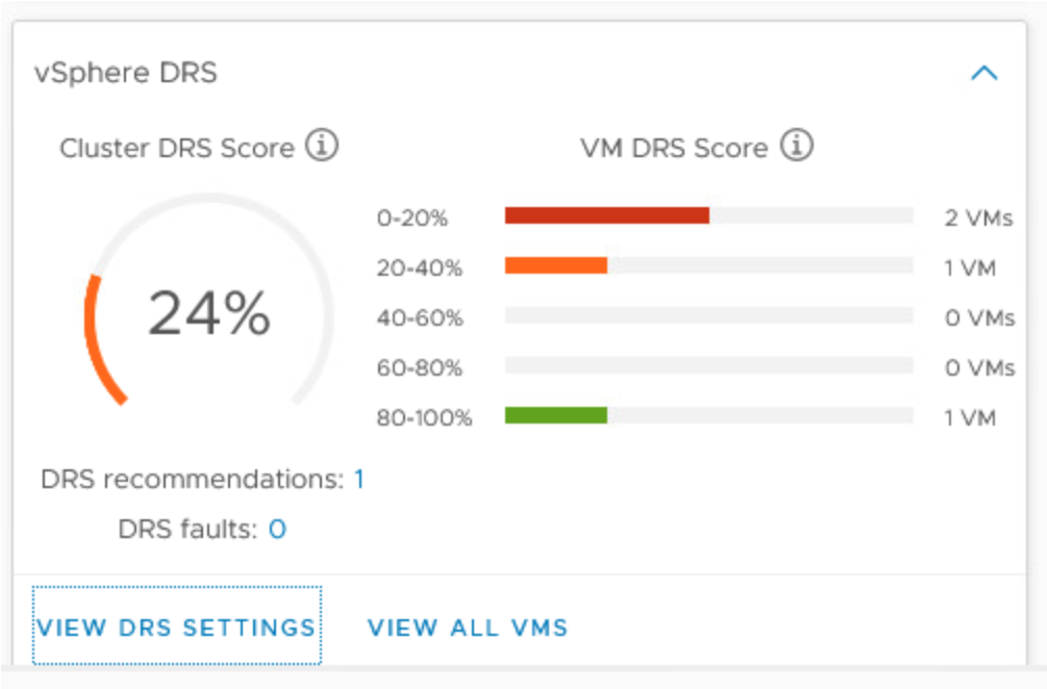 vSphere DRS
Cluster DRS Score
VM DRS Score
24%
0-20% 2 VMs
20-40% 1 VM
40-60% 0 VMs
60-80% 0 VMs
80-100% 1 VM
DRS recommendations: 1
DRS faults: 0
VIEW DRS SETTINGS VIEW ALL VMS